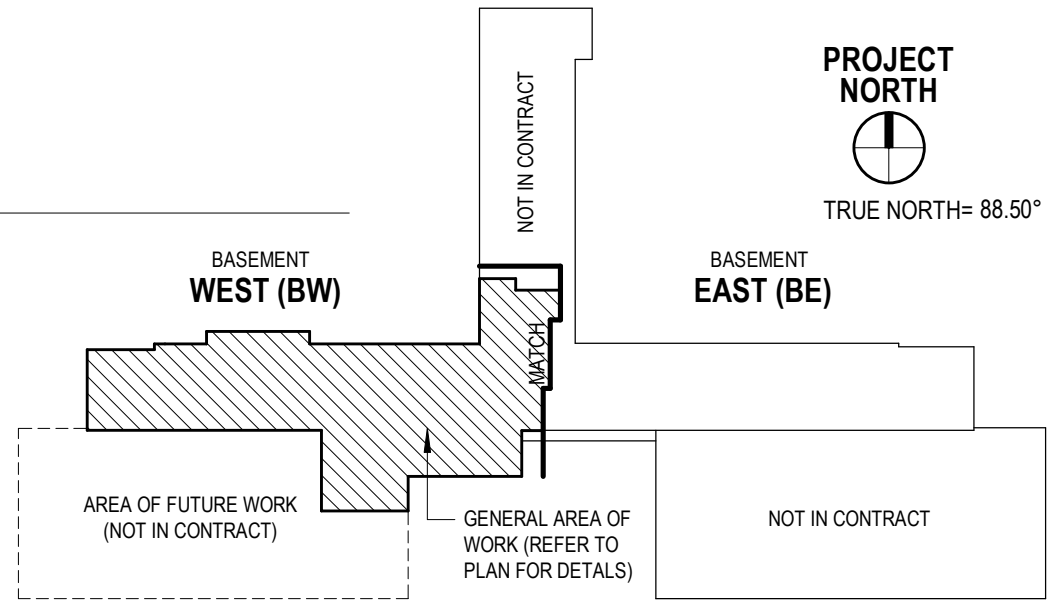 NOT IN CONTRACT
PROJECT
NORTH
TRUE NORTH= 88.50°
BASEMENT
WEST (BW)
BASEMENT
EAST (BE)
MATCH
AREA OF FUTURE WORK
(NOT IN CONTRACT)
GENERAL AREA OF
WORK (REFER TO
PLAN FOR DETALS)
NOT IN CONTRACT